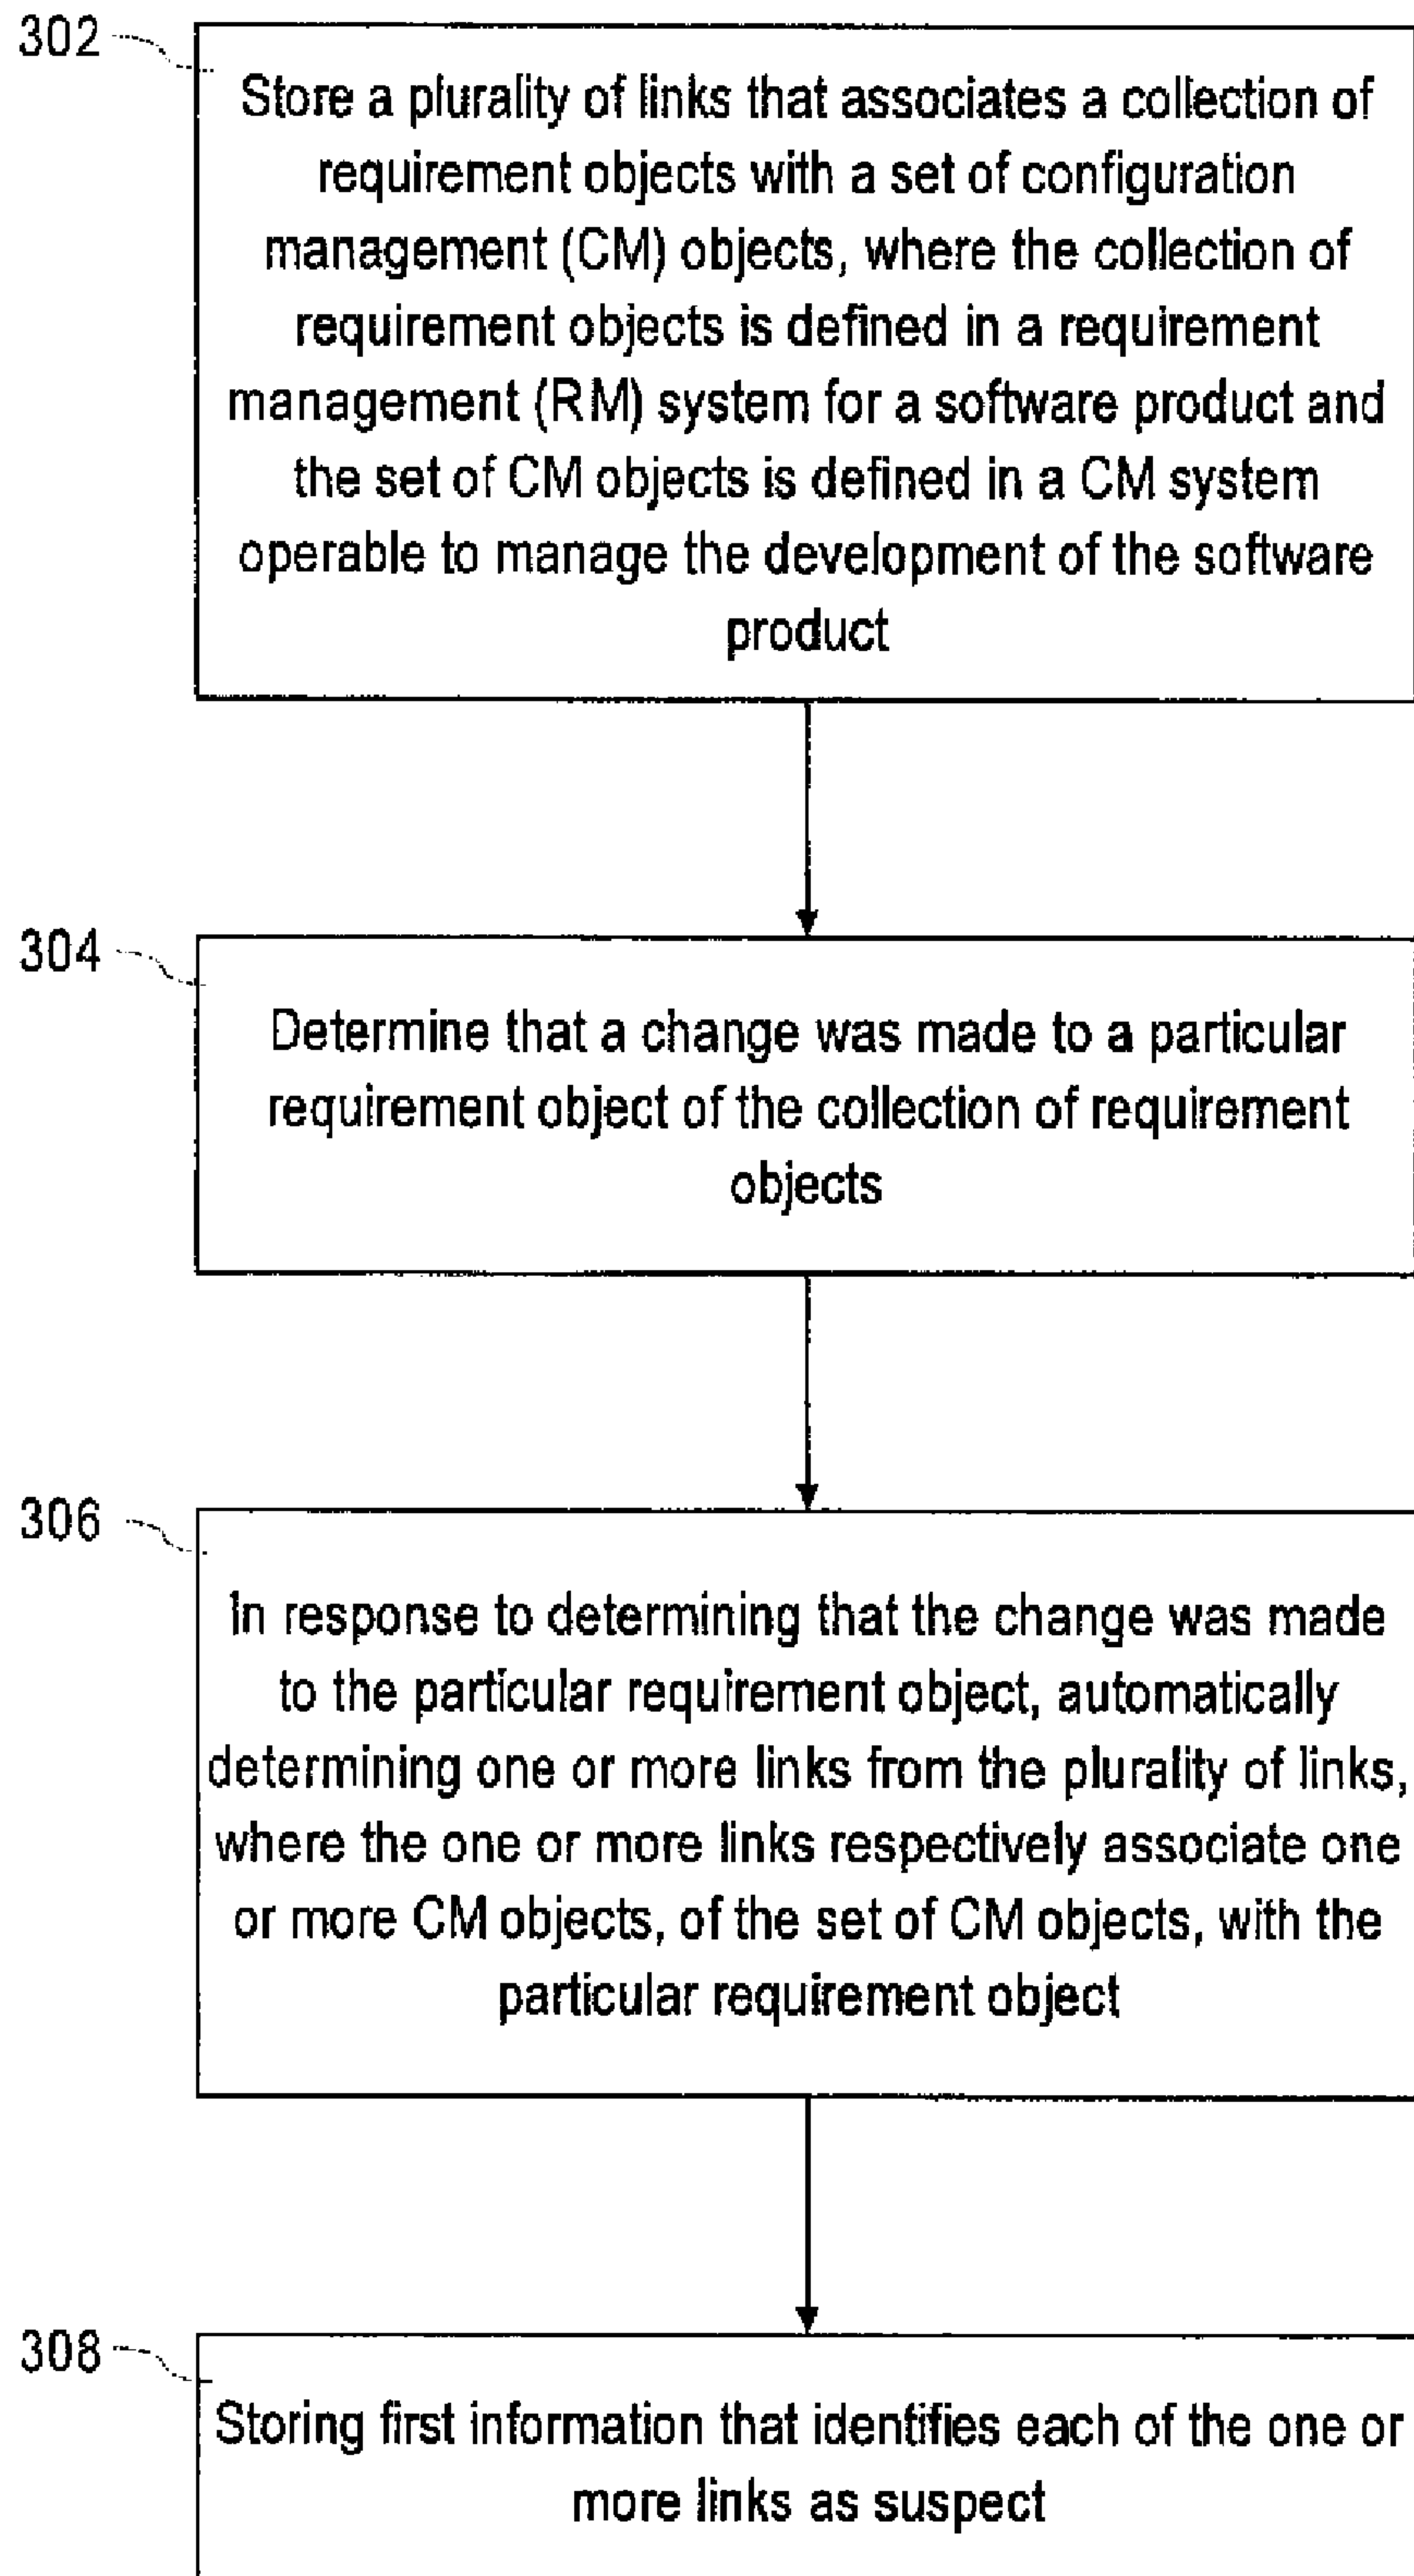 302
Store a plurality of links that associates a collection of
requirement objects with a set of configuration
management (CM) objects, where the collection of
requirement objects is defined in a requirement
management (RM) system for a software product and
the set of CM objects is defined in a CM system
operable to manage the development of the software
product
304
Determine that a change was made to a particular
requirement object of the collection of requirement
objects
306
In response to determining that the change was made
to the particular requirement object, automatically
determining one or more links from the plurality of links,
where the one or more links respectively associate one
or more CM objects, of the set of CM objects, with the
particular requirement object
308
Storing first information that identifies each of the one or
more links as suspect